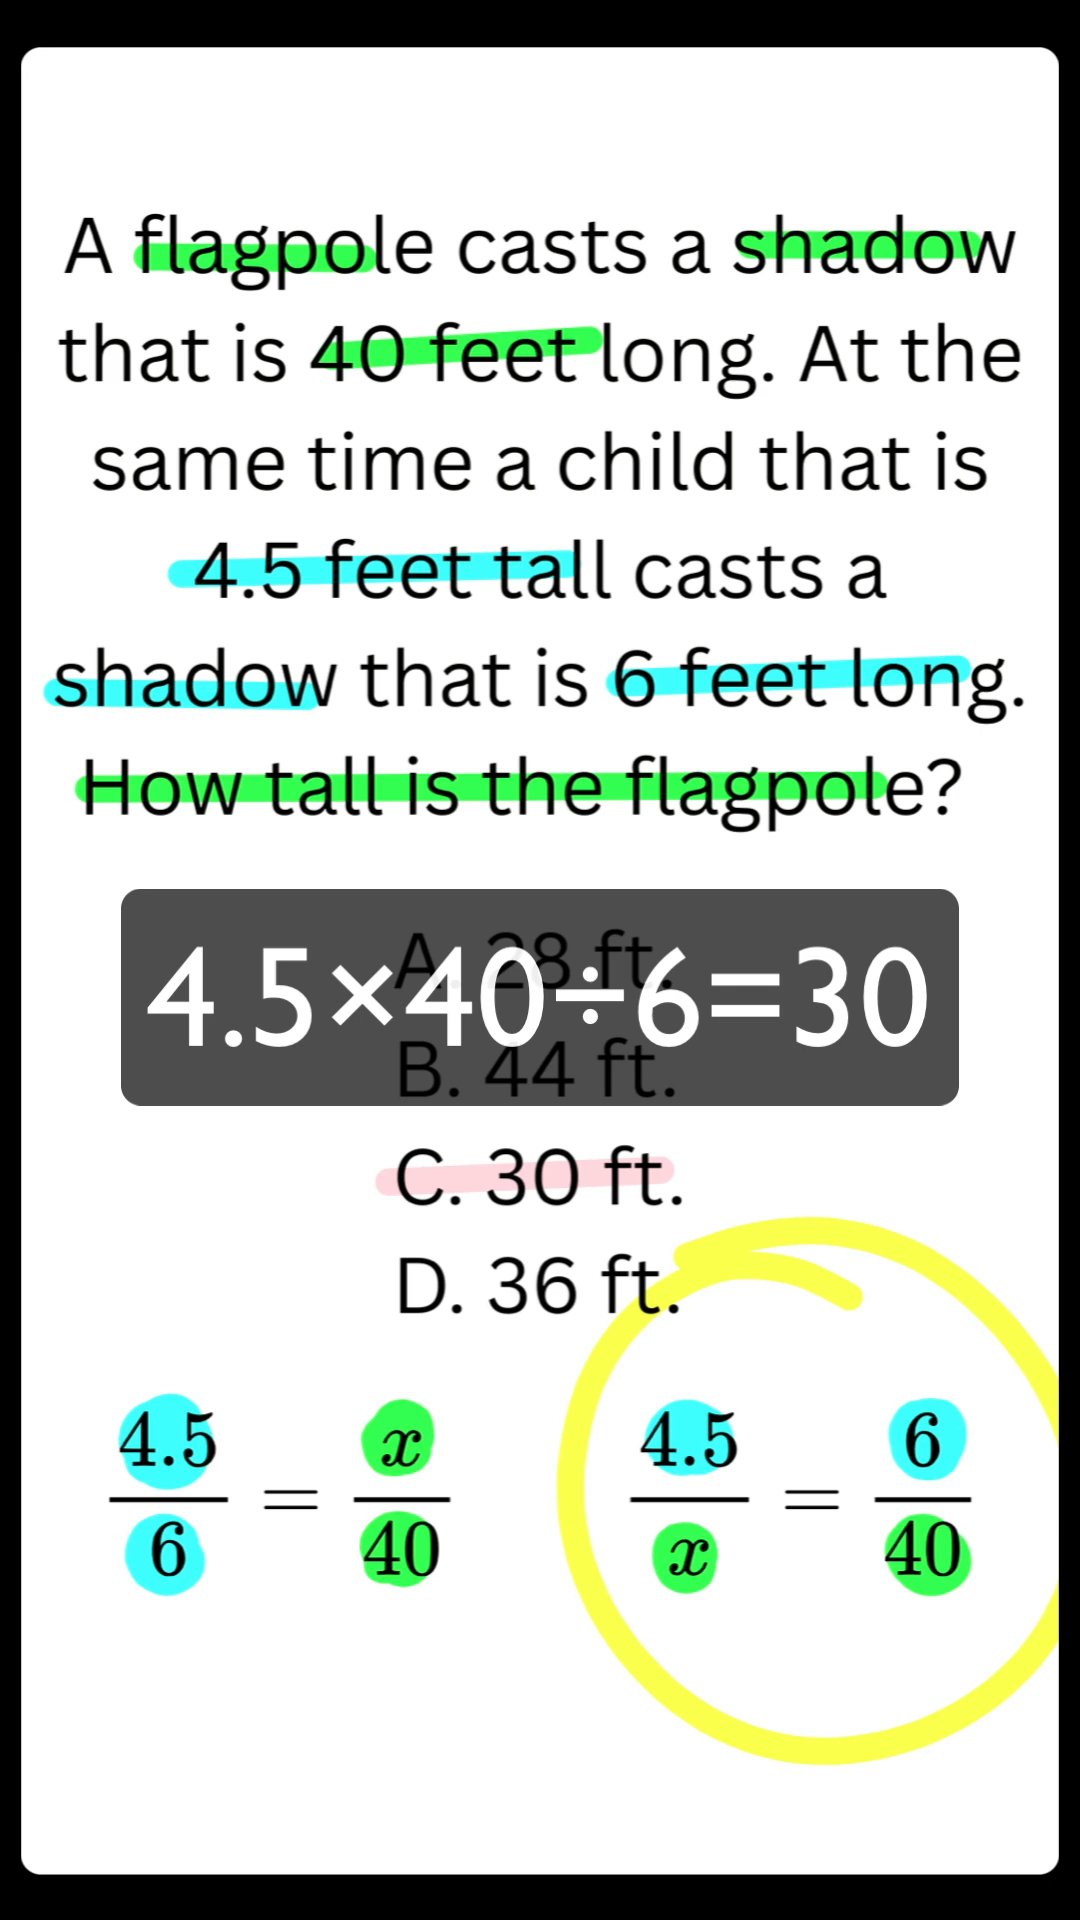 A flagpole casts a shadow
that is 40 feet long. At the
same time a child that is
4.5 feet tall casts a
shadow that is 6 feet long.
How tall is the flagpole?
4.5×40÷6=30
A. 28 ft.
B. 44 ft.
C. 30 ft.
D. 36 ft.
4.5/6 = x/40
4.5/x = 6/40